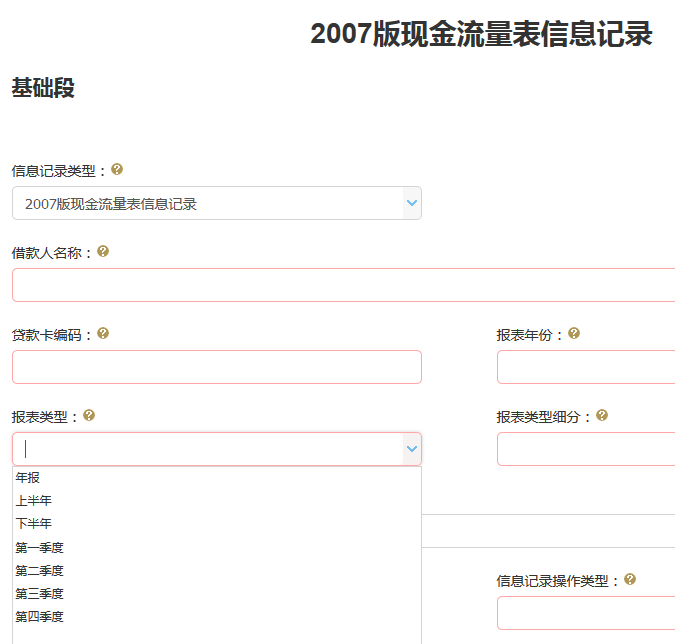 2007版现金流量表信息记录
基础段
信息记录类型：
2007版现金流量表信息记录
借款人名称：
贷款卡编码：
报表年份：
报表类型：
报表类型细分：
年报
上半年
下半年
第一季度
第二季度
第三季度
第四季度
信息记录操作类型：